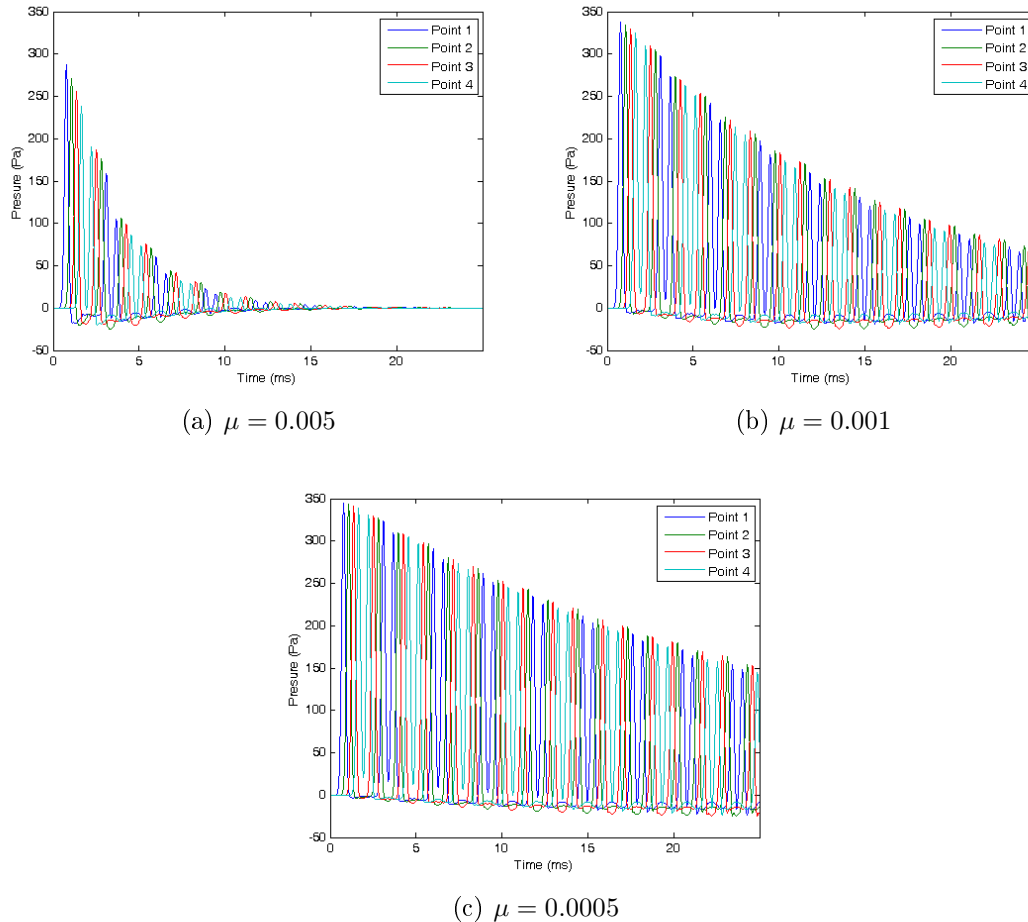 350
300
250
200
150
100
50
0
-50
Presure (Pa)
0 5 10 15 20
Time (ms)
Point 1
Point 2
Point 3
Point 4
(a) μ = 0.005
350
300
250
200
150
100
50
0
-50
Presure (Pa)
0 5 10 15 20
Time (ms)
Point 1
Point 2
Point 3
Point 4
(b) μ = 0.001
350
300
250
200
150
100
50
0
-50
Presure (Pa)
0 5 10 15 20
Time (ms)
Point 1
Point 2
Point 3
Point 4
(c) μ = 0.0005